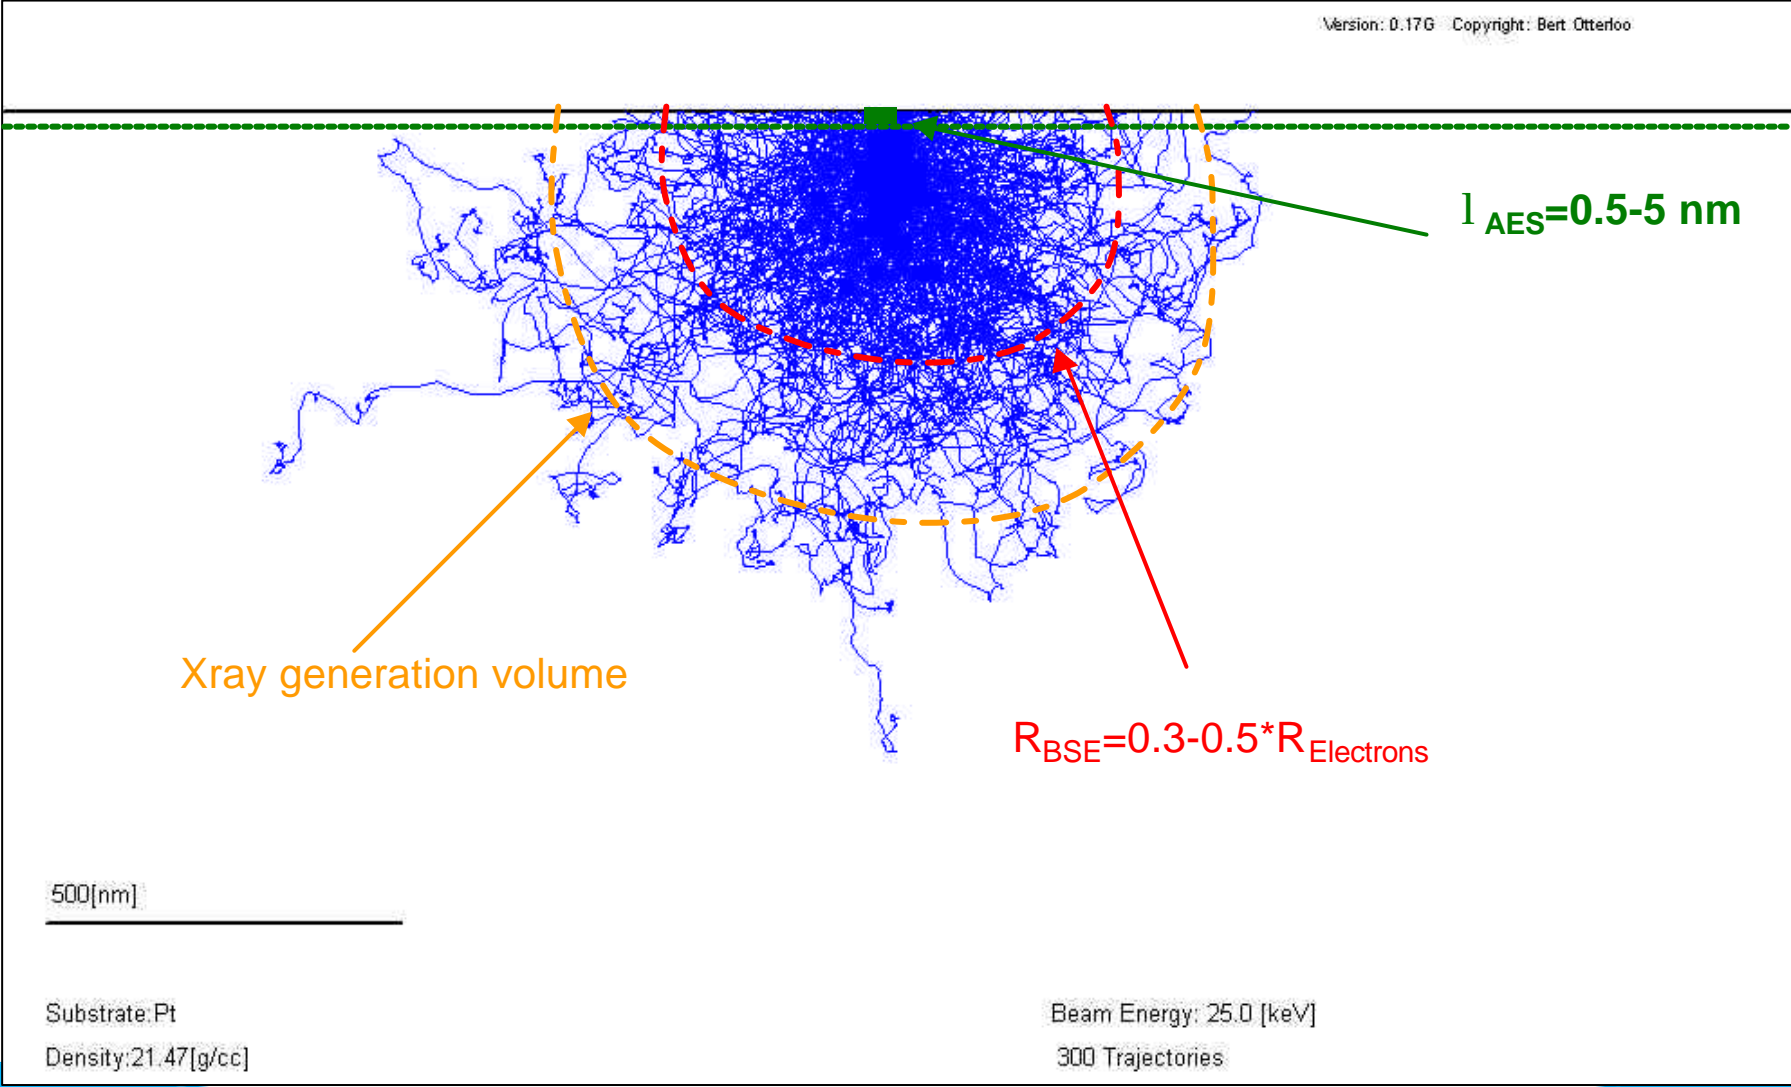 Version: 0.17G Copyright: Bert Otterloo
l AES=0.5-5 nm
Xray generation volume
RBSE=0.3-0.5*RElectrons
500[nm]
Substrate:Pt
Beam Energy: 25.0 [keV]
Density:21.47[g/cc]
300 Trajectories